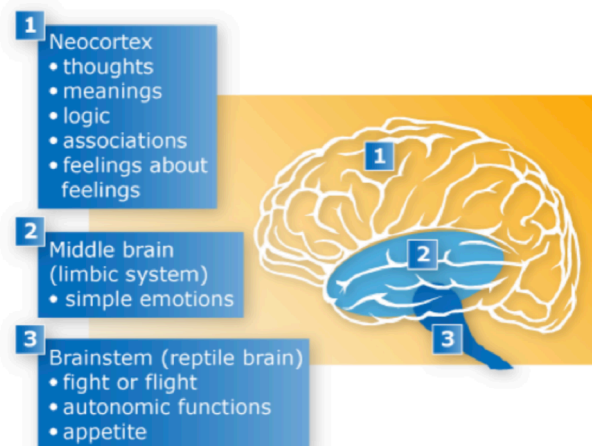 1
Neocortex
• thoughts
• meanings
• logic
• associations
• feelings about
feelings
2
Middle brain
(limbic system)
• simple emotions
3
Brainstem (reptile brain)
• fight or flight
• autonomic functions
• appetite
1
2
3